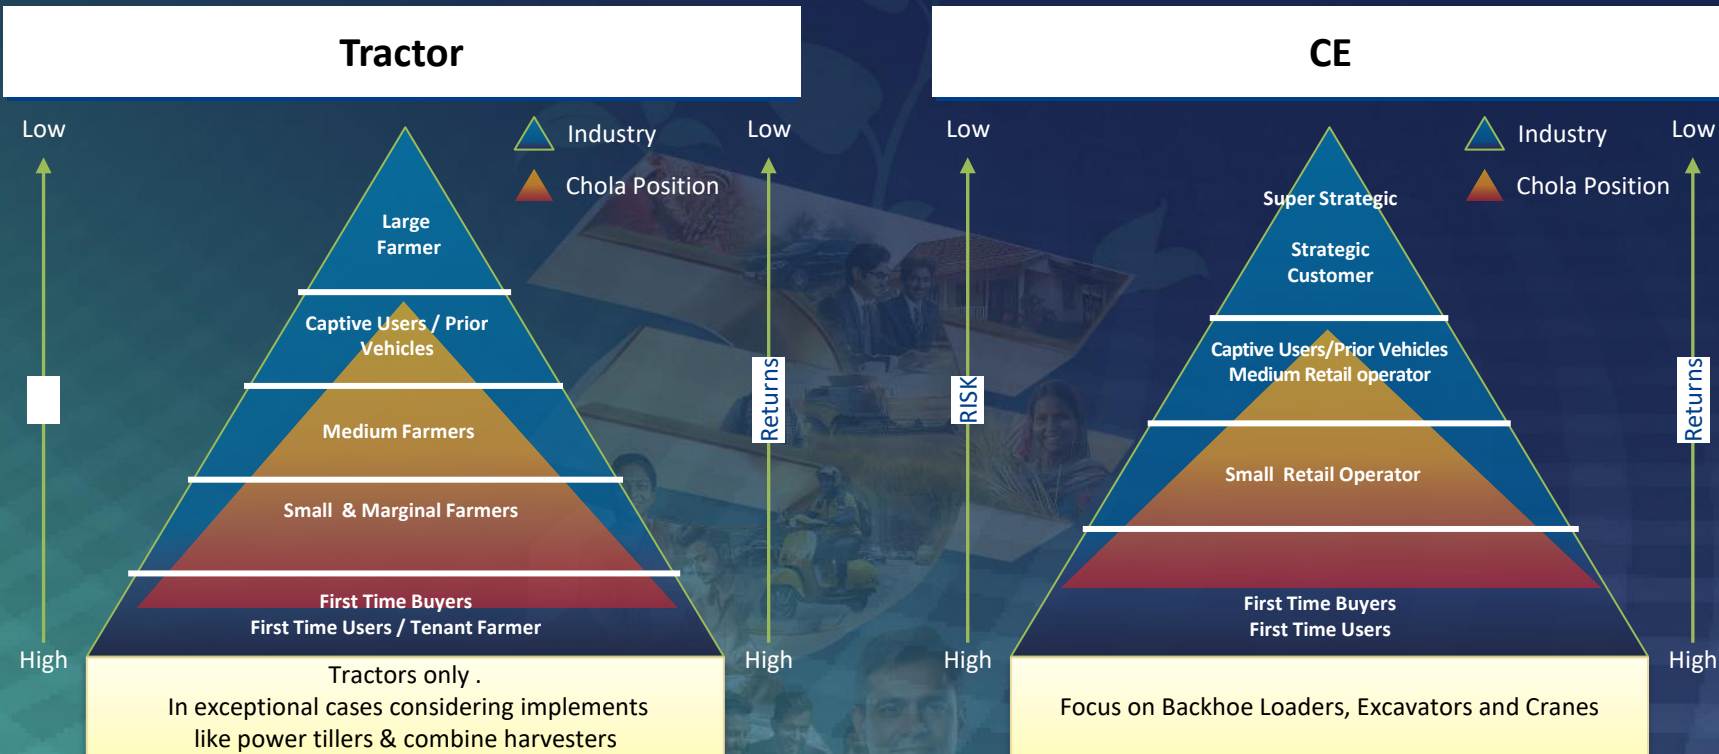 Tractor
Low
Industry
Chola Position
Low
Large
Farmer
Captive Users / Prior
Vehicles
Medium Farmers
Returns
Small & Marginal Farmers
First Time Buyers
First Time Users / Tenant Farmer
High
High
Tractors only .
In exceptional cases considering implements
like power tillers & combine harvesters
CE
Low
Industry
Chola Position
Low
Super Strategic
Strategic
Customer
Captive Users/Prior Vehicles
Medium Retail operator
RISK
Returns
Small Retail Operator
First Time Buyers
First Time Users
High
High
Focus on Backhoe Loaders, Excavators and Cranes